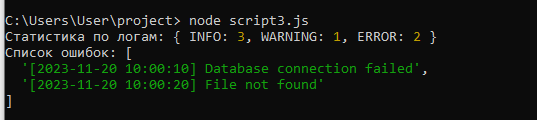 C:\Users\User\project> node script3.js
Статистика по логам: { INFO: 3, WARNING: 1, ERROR: 2 }
Список ошибок: [
  '[2023-11-20 10:00:10] Database connection failed',
  '[2023-11-20 10:00:20] File not found'
]